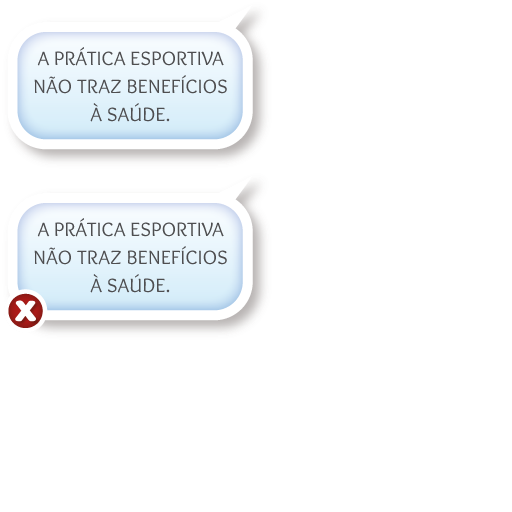 A PRÁTICA ESPORTIVA
NÃO TRAZ BENEFÍCIOS
À SAÚDE.
A PRÁTICA ESPORTIVA
NÃO TRAZ BENEFÍCIOS
À SAÚDE.